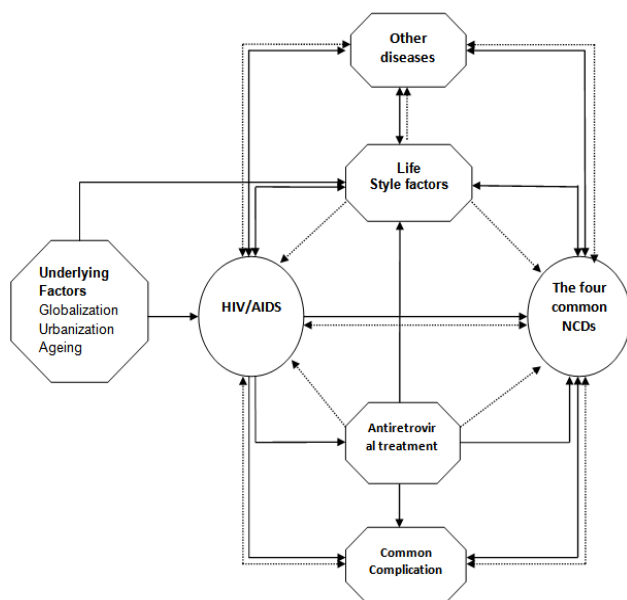 Other
diseases
Life
Style factors
Underlying
Factors
Globalization
Urbanization
Ageing
HIV/AIDS
The four
common
NCDs
Antiretrovir
al treatment
Common
Complication